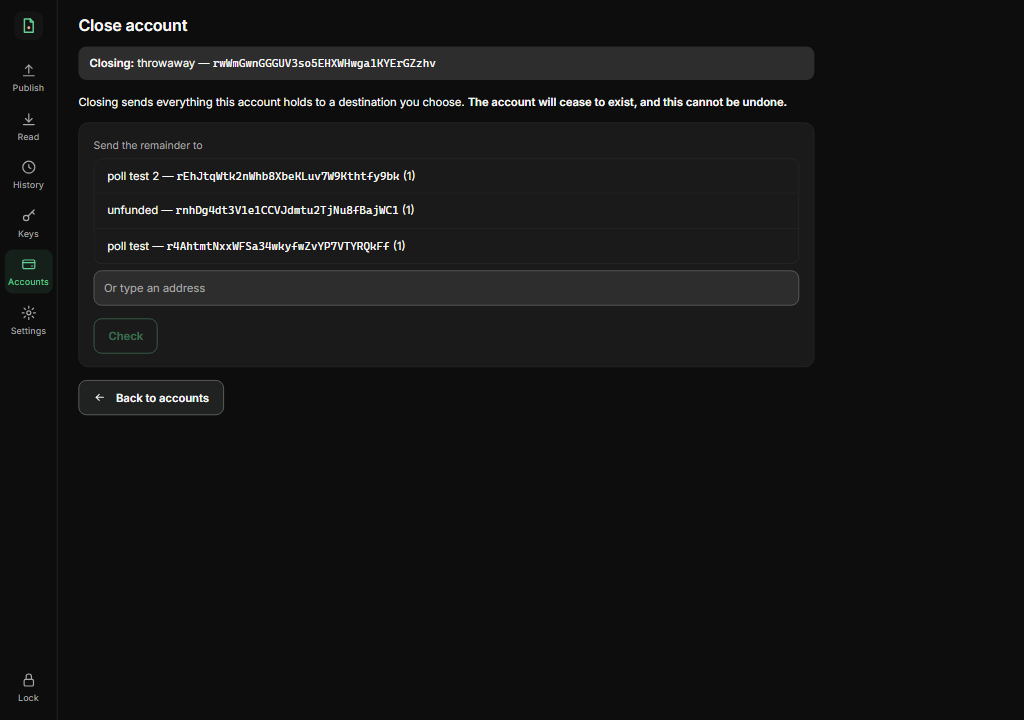 Close account
Closing: throwaway — rwWmGwnGGGUV3so5EHXWHwga1KYErGZzhv
Closing sends everything this account holds to a destination you choose. The account will cease to exist, and this cannot be undone.
Send the remainder to
poll test 2 — rEhJtqWtk2nWhb8XbeKLuv7W9Kthtfy9bk (1)
unfunded — rnhDg4dt3V1e1CCVJdmtu2TjNu8fBajWC1 (1)
poll test — r4AhtmtNxxWFSa34wkyfwZvYP7VTYRQkFf (1)
Or type an address
Check
Back to accounts
Publish
Read
History
Keys
Accounts
Settings
Lock